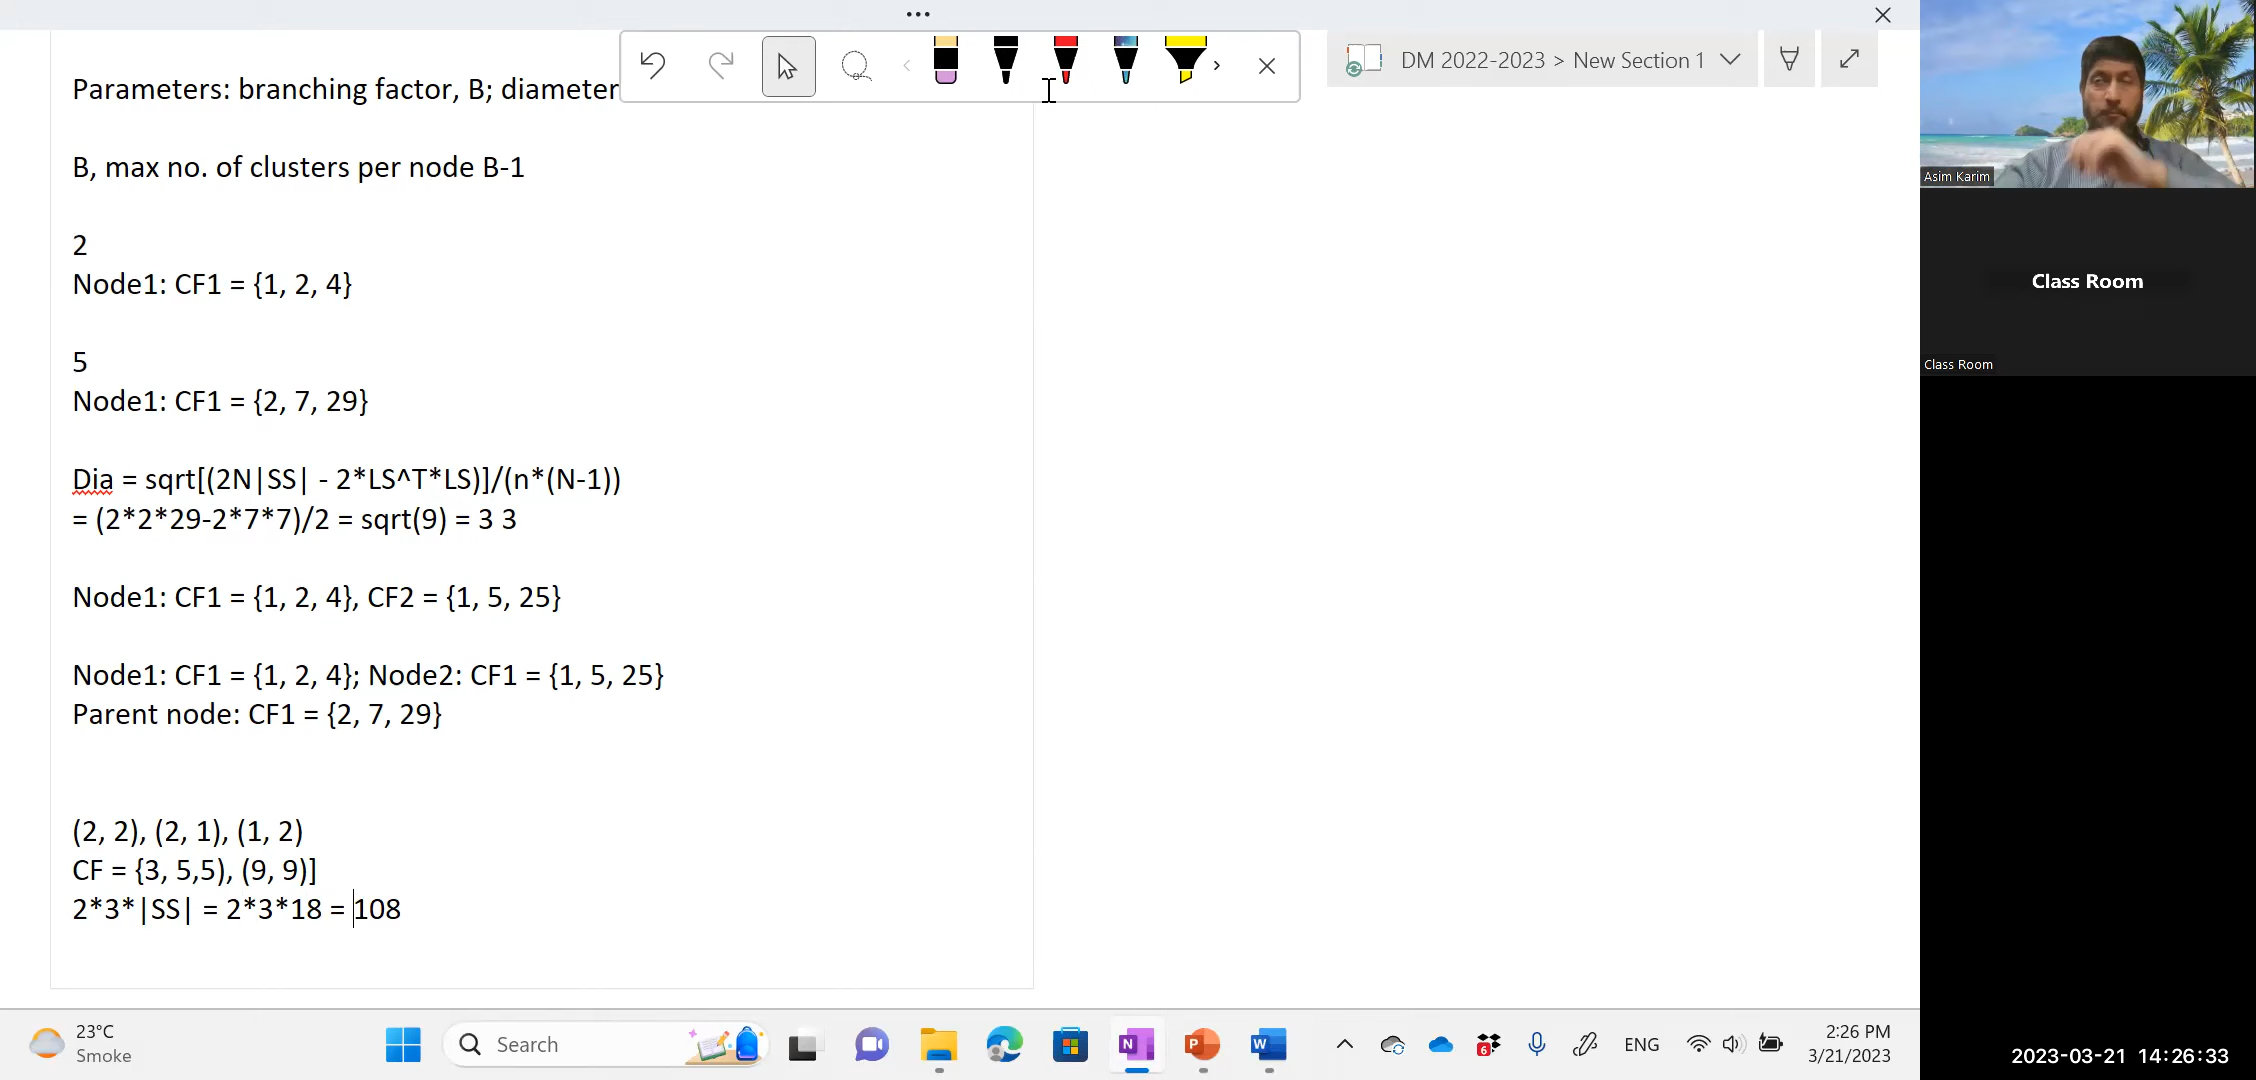 Parameters: branching factor, B; diameter
DM 2022-2023 > New Section 1
B, max no. of clusters per node B-1
2
Node1: CF1 = {1, 2, 4}
5
Node1: CF1 = {2, 7, 29}
Dia = sqrt[(2N|SS| - 2*LS^T*LS)]/(n*(N-1))
= (2*2*29-2*7*7)/2 = sqrt(9) = 3 3
Node1: CF1 = {1, 2, 4}, CF2 = {1, 5, 25}
Node1: CF1 = {1, 2, 4}; Node2: CF1 = {1, 5, 25}
Parent node: CF1 = {2, 7, 29}
(2, 2), (2, 1), (1, 2)
CF = {3, 5,5), (9, 9)]
2*3*|SS| = 2*3*18 = 108
Asim Karim
Class Room
Class Room
23°C
Smoke
Search
N
P
W
6
ENG
2:26 PM
3/21/2023
2023-03-21 14:26:33